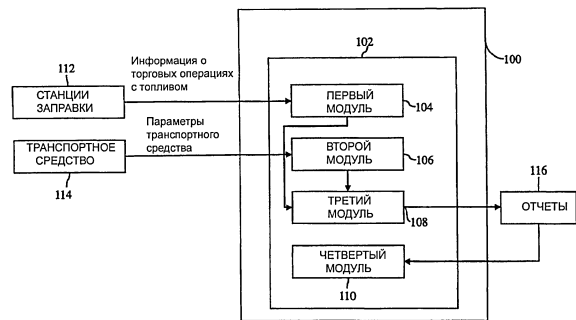 100
102
112
СТАНЦИИ
ЗАПРАВКИ
Информация о
торговых операциях
с топливом
ПЕРВЫЙ
МОДУЛЬ
104
ТРАНСПОРТНОЕ
СРЕДСТВО
114
Параметры
транспортного
средства
ВТОРОЙ
МОДУЛЬ
106
ТРЕТИЙ
МОДУЛЬ
108
116
ОТЧЕТЫ
ЧЕТВЕРТЫЙ
МОДУЛЬ
110